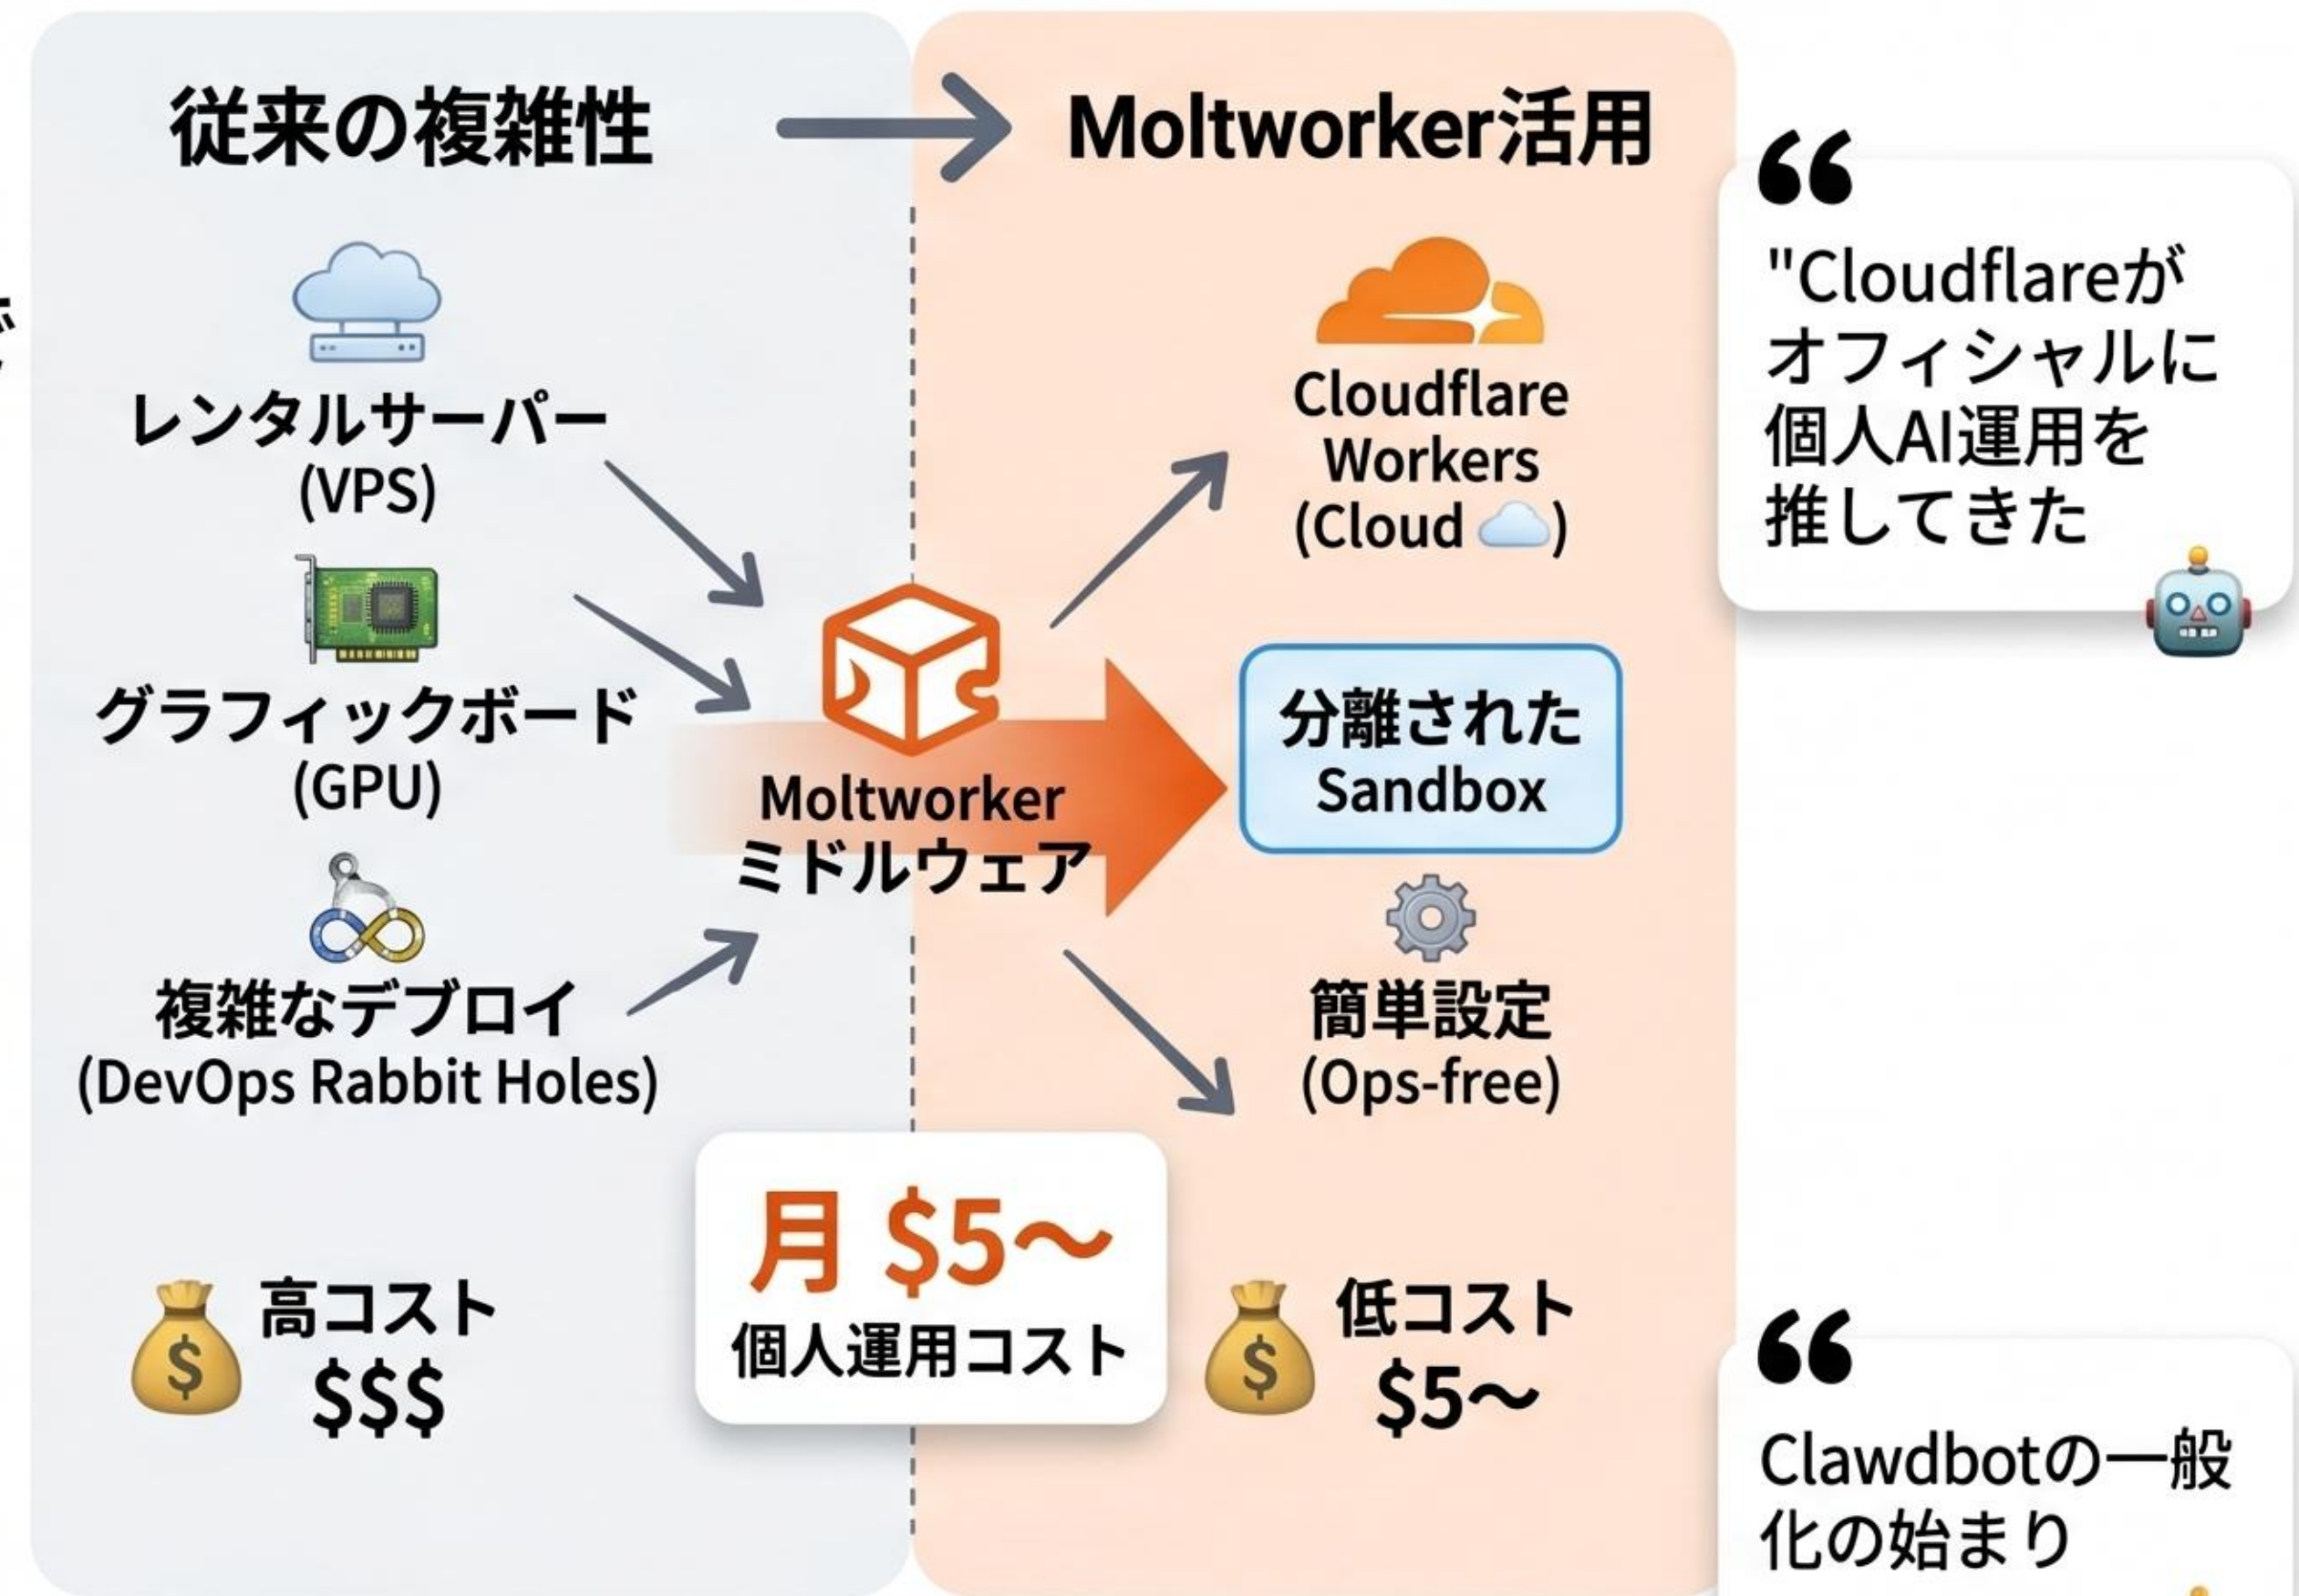 従来の複雑性
レンタルサーバー
(VPS)
グラフィックボード
(GPU)
複雑なデブロイ
(DevOps Rabbit Holes)
高コスト
$$$
Moltworker
ミドルウェア
月 $5〜
個人運用コスト
Moltworker活用
Cloudflare
Workers
(Cloud ☁️)
分離された
Sandbox
簡単設定
(Ops-free)
低コスト
$5〜
"Cloudflareが
オフィシャルに
個人AI運用を
推してきた
Clawdbotの一般
化の始まり